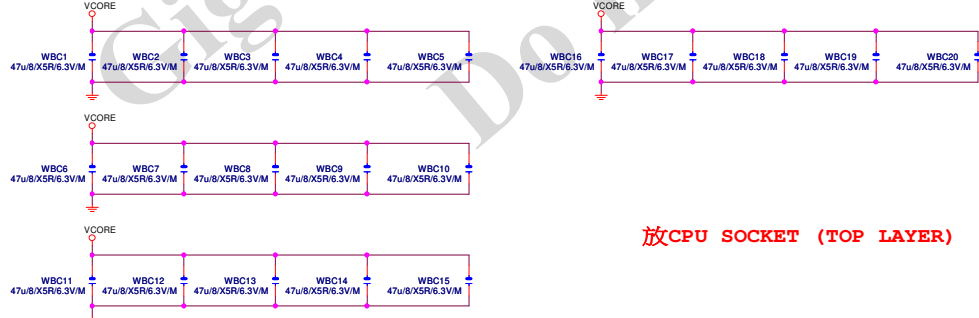 VCORE
WBC1 WBC2 WBC3 WBC4 WBC5
47u/8/X5R/6.3V/M 47u/8/X5R/6.3V/M 47u/8/X5R/6.3V/M 47u/8/X5R/6.3V/M 47u/8/X5R/6.3V/M
VCORE
WBC16 WBC17 WBC18 WBC19 WBC20
47u/8/X5R/6.3V/M 47u/8/X5R/6.3V/M 47u/8/X5R/6.3V/M 47u/8/X5R/6.3V/M 47u/8/X5R/6.3V/M
VCORE
WBC6 WBC7 WBC8 WBC9 WBC10
47u/8/X5R/6.3V/M 47u/8/X5R/6.3V/M 47u/8/X5R/6.3V/M 47u/8/X5R/6.3V/M 47u/8/X5R/6.3V/M
VCORE
WBC11 WBC12 WBC13 WBC14 WBC15
47u/8/X5R/6.3V/M 47u/8/X5R/6.3V/M 47u/8/X5R/6.3V/M 47u/8/X5R/6.3V/M 47u/8/X5R/6.3V/M
放CPU SOCKET (TOP LAYER)
Gig
Do n